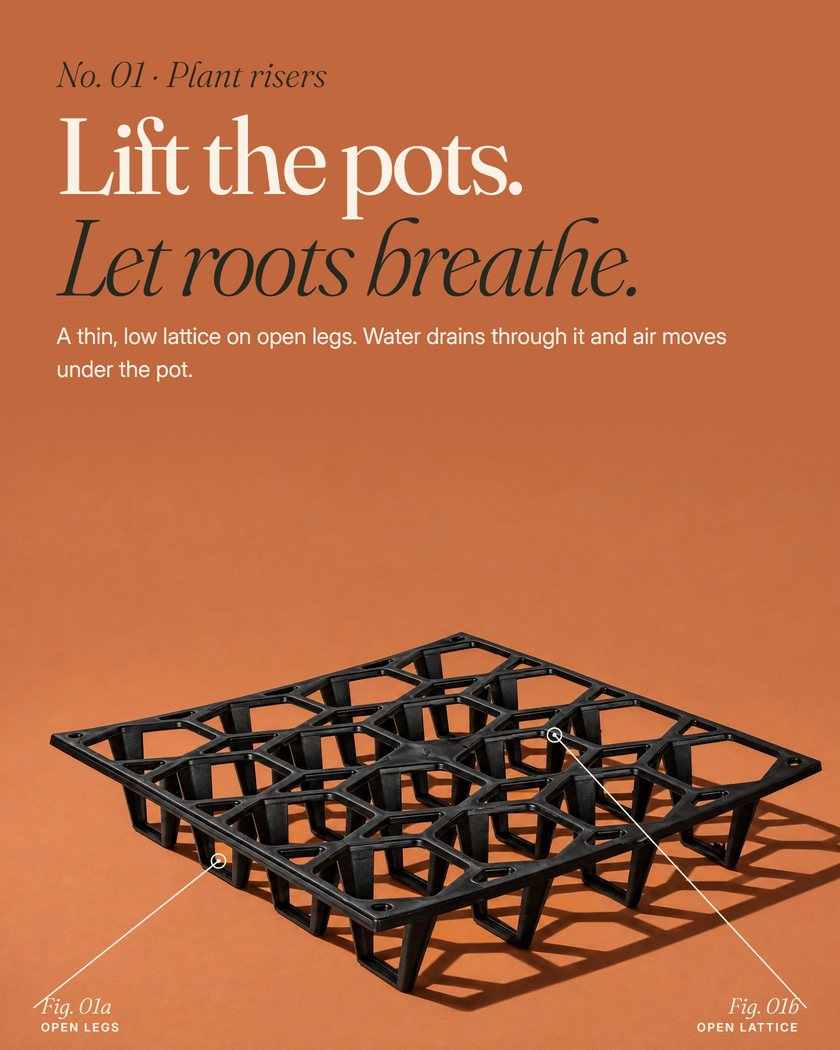 No. 01 · Plant risers
Lift the pots.
Let roots breathe.
A thin, low lattice on open legs. Water drains through it and air moves
under the pot.
Fig. 01a
OPEN LEGS
Fig. 01b
OPEN LATTICE